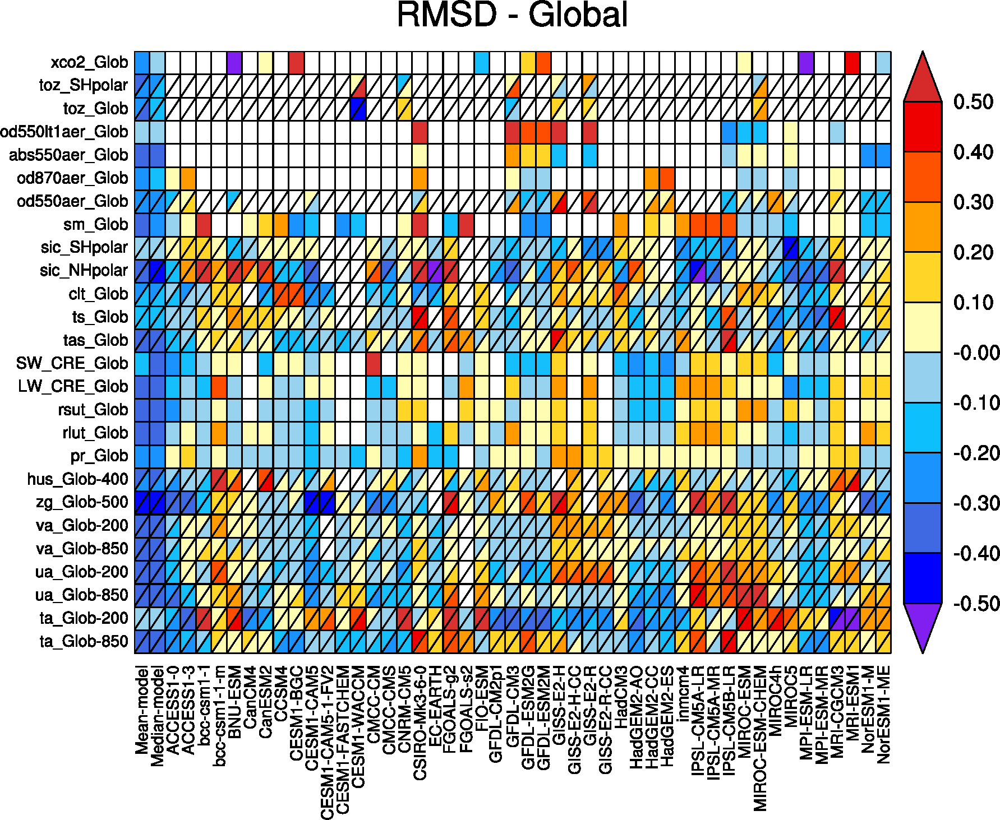 RMSD - Global
xco2_Glob
toz_SHpolar
toz_Glob
od550lt1aer_Glob
abs550aer_Glob
od870aer_Glob
od550aer_Glob
sm_Glob
sic_SHpolar
sic_NHpolar
clt_Glob
ts_Glob
tas_Glob
SW_CRE_Glob
LW_CRE_Glob
rsut_Glob
rlut_Glob
pr_Glob
hus_Glob-400
zg_Glob-500
va_Glob-200
va_Glob-850
ua_Glob-200
ua_Glob-850
ta_Glob-200
ta_Glob-850
0.50
0.40
0.30
0.20
0.10
-0.00
-0.10
-0.20
-0.30
-0.40
-0.50
Mean-model
Median-model
ACCESS1-0
ACCESS1-3
bcc-csm1-1
bcc-csm1-1-m
BNU-ESM
CanCM4
CanESM2
CCSM4
CESM1-BGC
CESM1-CAM5
CESM1-CAM5-1-FV2
CESM1-FASTCHEM
CESM1-WACCM
CMCC-CM
CMCC-CMS
CNRM-CM5
CSIRO-Mk3-6-0
EC-EARTH
FGOALS-g2
FGOALS-s2
FIO-ESM
GFDL-CM2p1
GFDL-CM3
GFDL-ESM2G
GFDL-ESM2M
GISS-E2-H
GISS-E2-H-CC
GISS-E2-R
GISS-E2-R-CC
HadCM3
HadGEM2-AO
HadGEM2-CC
HadGEM2-ES
inmcm4
IPSL-CM5A-LR
IPSL-CM5A-MR
IPSL-CM5B-LR
MIROC-ESM
MIROC-ESM-CHEM
MIROC4h
MIROC5
MPI-ESM-LR
MPI-ESM-MR
MRI-CGCM3
MRI-ESM1
NorESM1-M
NorESM1-ME